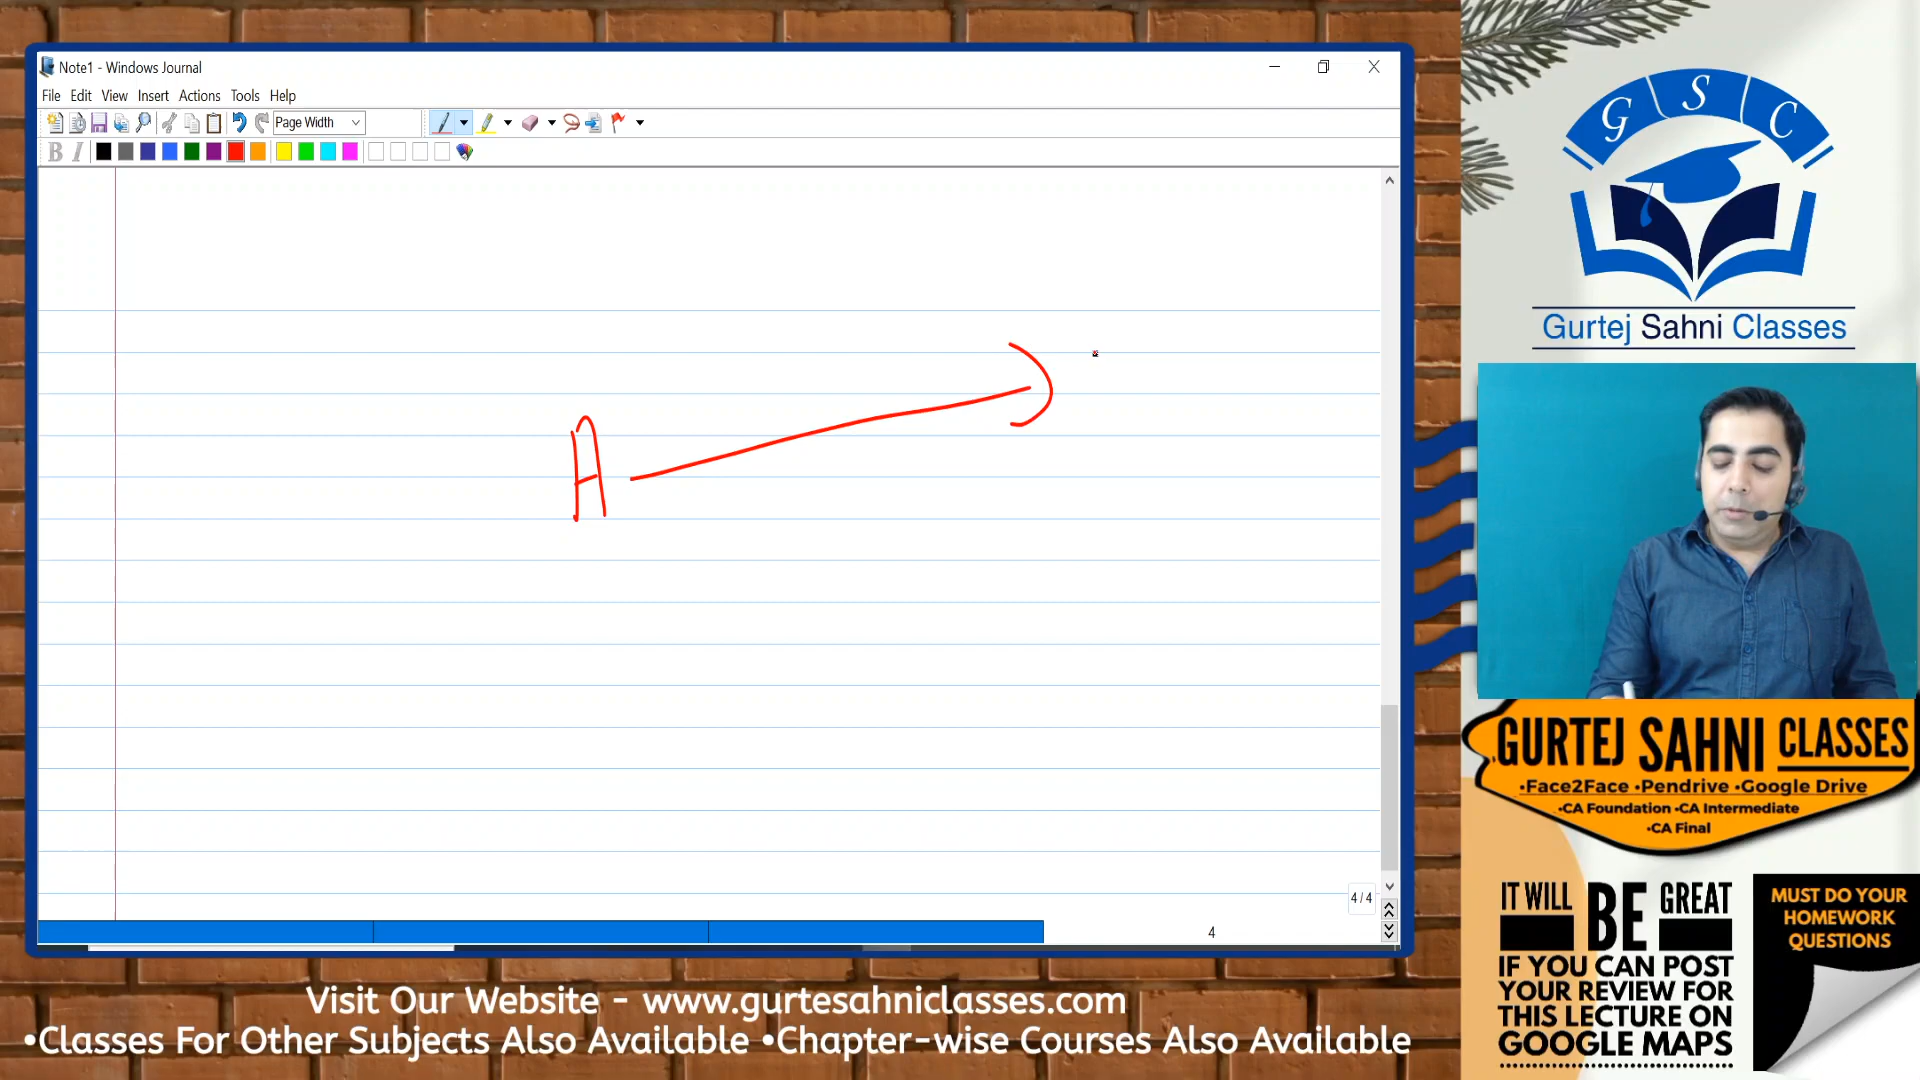 Note1 - Windows Journal
File Edit View Insert Actions Tools Help
Page Width
B I
A
4 / 4
4
G S C
Gurtej Sahni Classes
GURTEJ SAHNI CLASSES
•Face2Face •Pendrive •Google Drive
•CA Foundation •CA Intermediate
•CA Final
IT WILL BE GREAT
IF YOU CAN POST
YOUR REVIEW FOR
THIS LECTURE ON
GOOGLE MAPS
MUST DO YOUR
HOMEWORK
QUESTIONS
Visit Our Website - www.gurtesahniclasses.com
•Classes For Other Subjects Also Available •Chapter-wise Courses Also Available